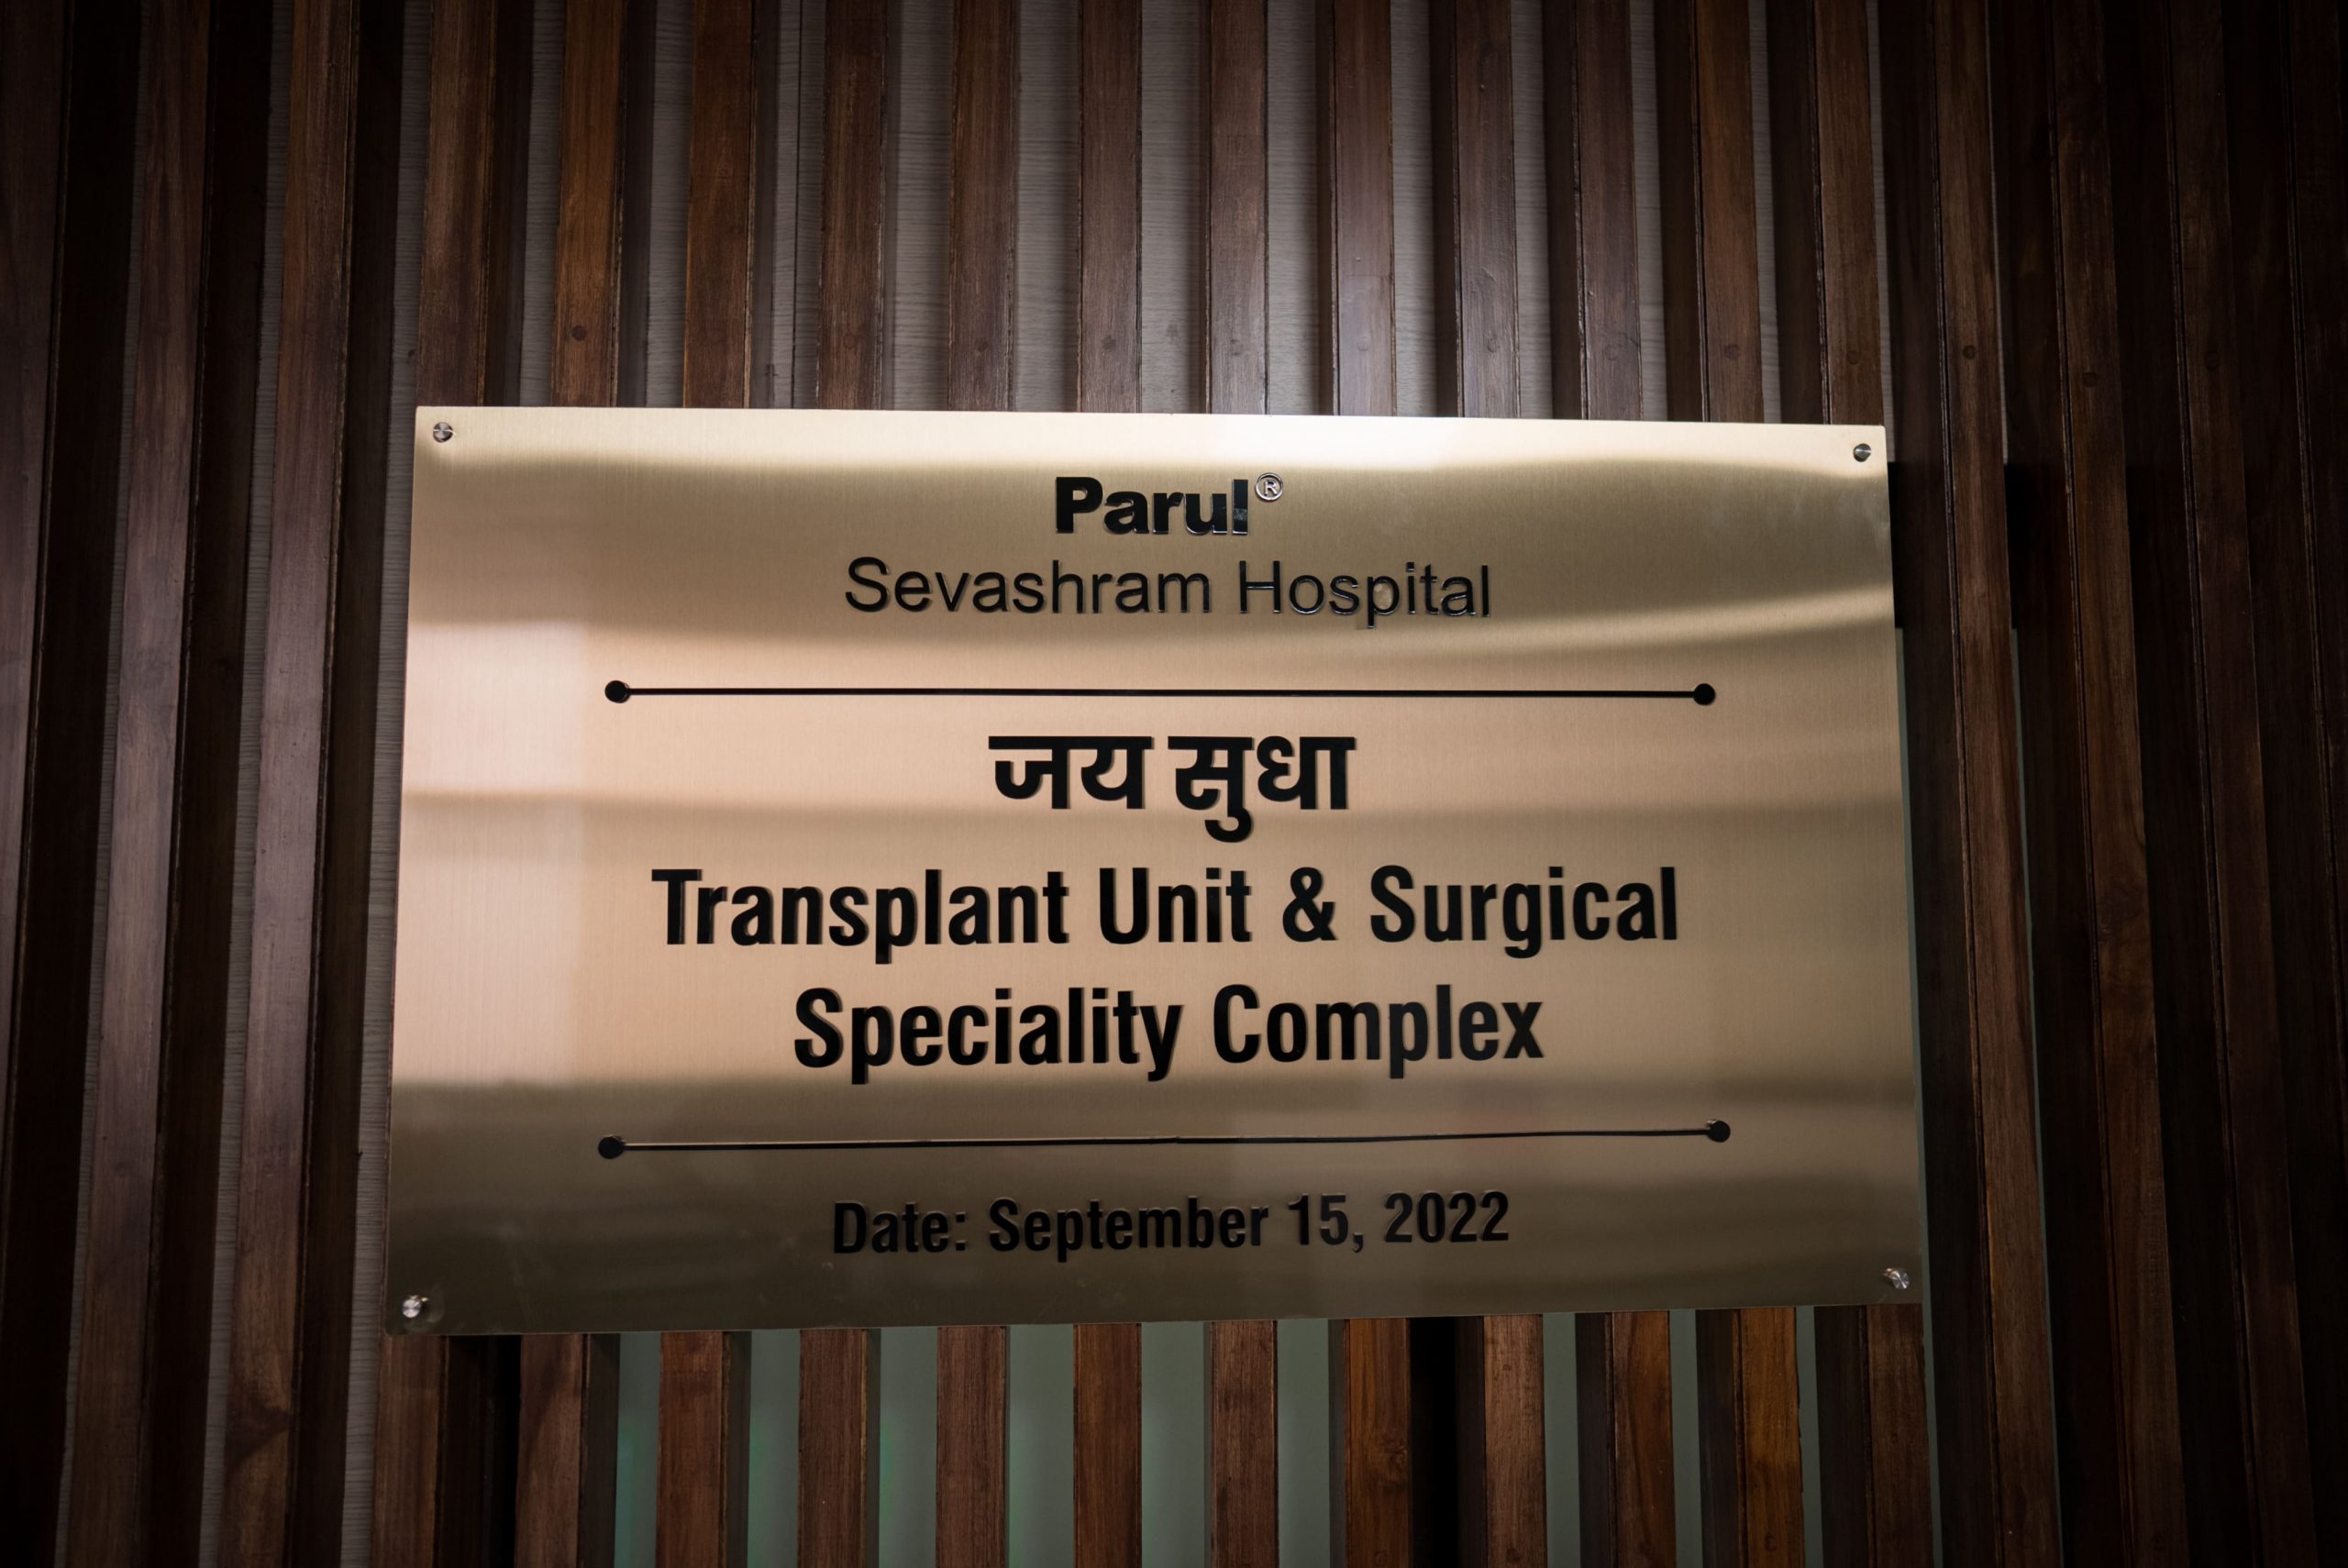 Parul®
Sevashram Hospital
जय सुधा
Transplant Unit & Surgical
Speciality Complex
Date: September 15, 2022